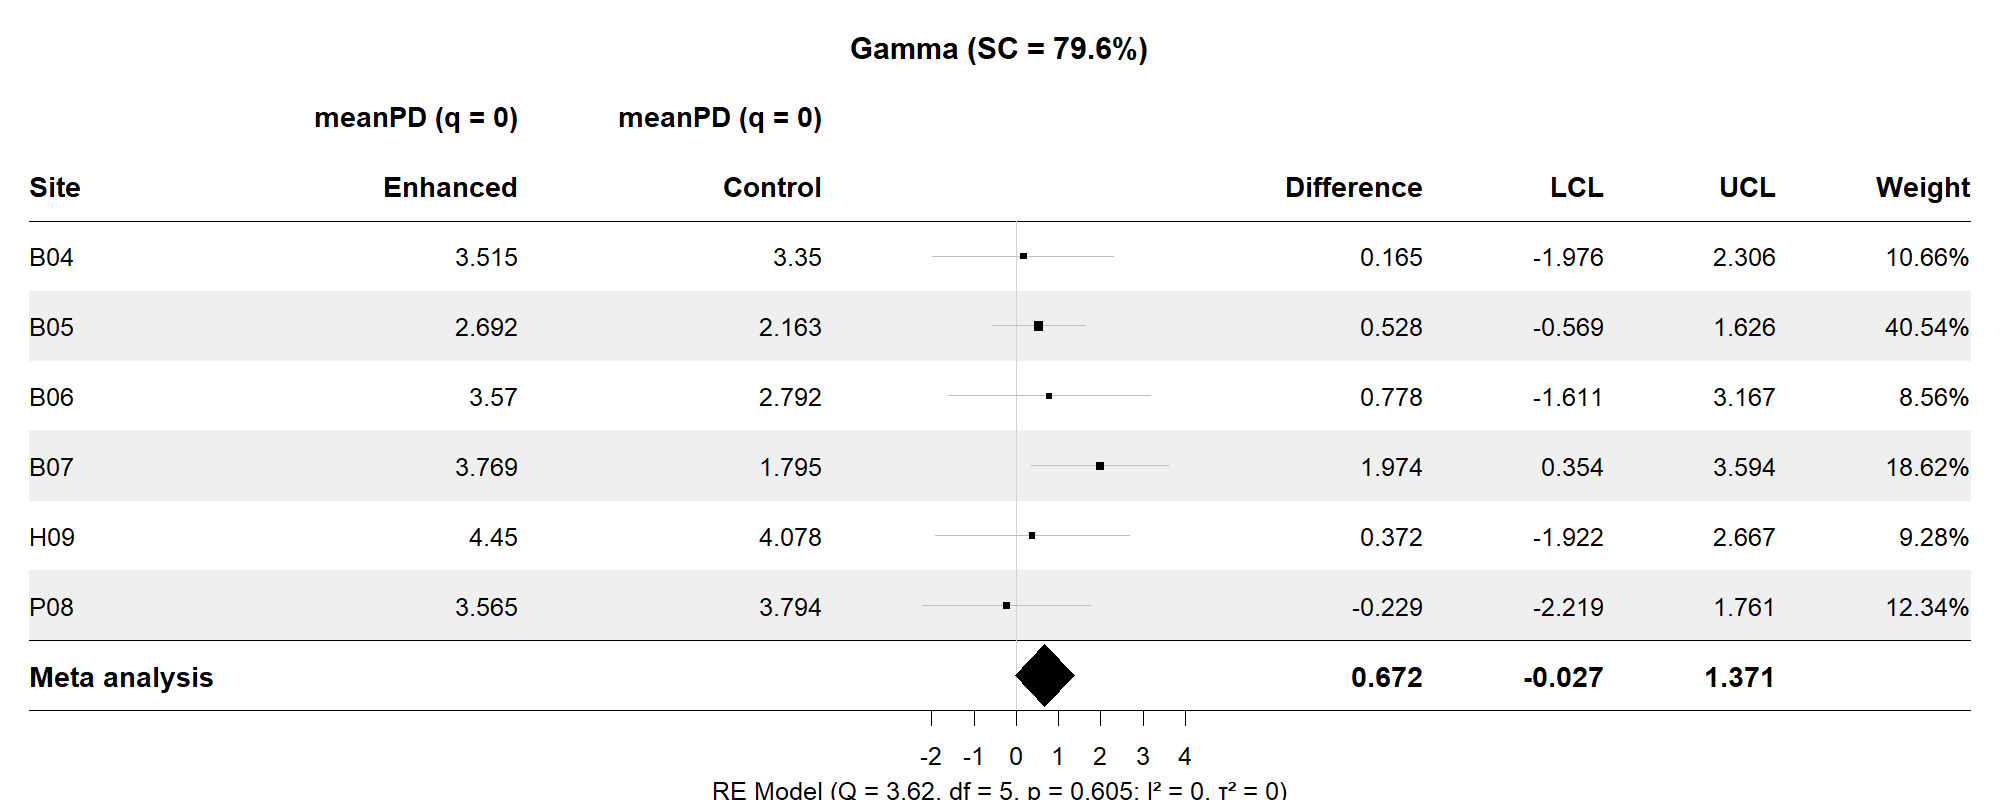 Gamma (SC = 79.6%)
meanPD (q = 0) meanPD (q = 0)
Site Enhanced Control Difference LCL UCL Weight
B04 3.515 3.35 0.165 -1.976 2.306 10.66%
B05 2.692 2.163 0.528 -0.569 1.626 40.54%
B06 3.57 2.792 0.778 -1.611 3.167 8.56%
B07 3.769 1.795 1.974 0.354 3.594 18.62%
H09 4.45 4.078 0.372 -1.922 2.667 9.28%
P08 3.565 3.794 -0.229 -2.219 1.761 12.34%
Meta analysis 0.672 -0.027 1.371
-2 -1 0 1 2 3 4
RE Model (Q = 3.62, df = 5, p = 0.605; I² = 0, τ² = 0)